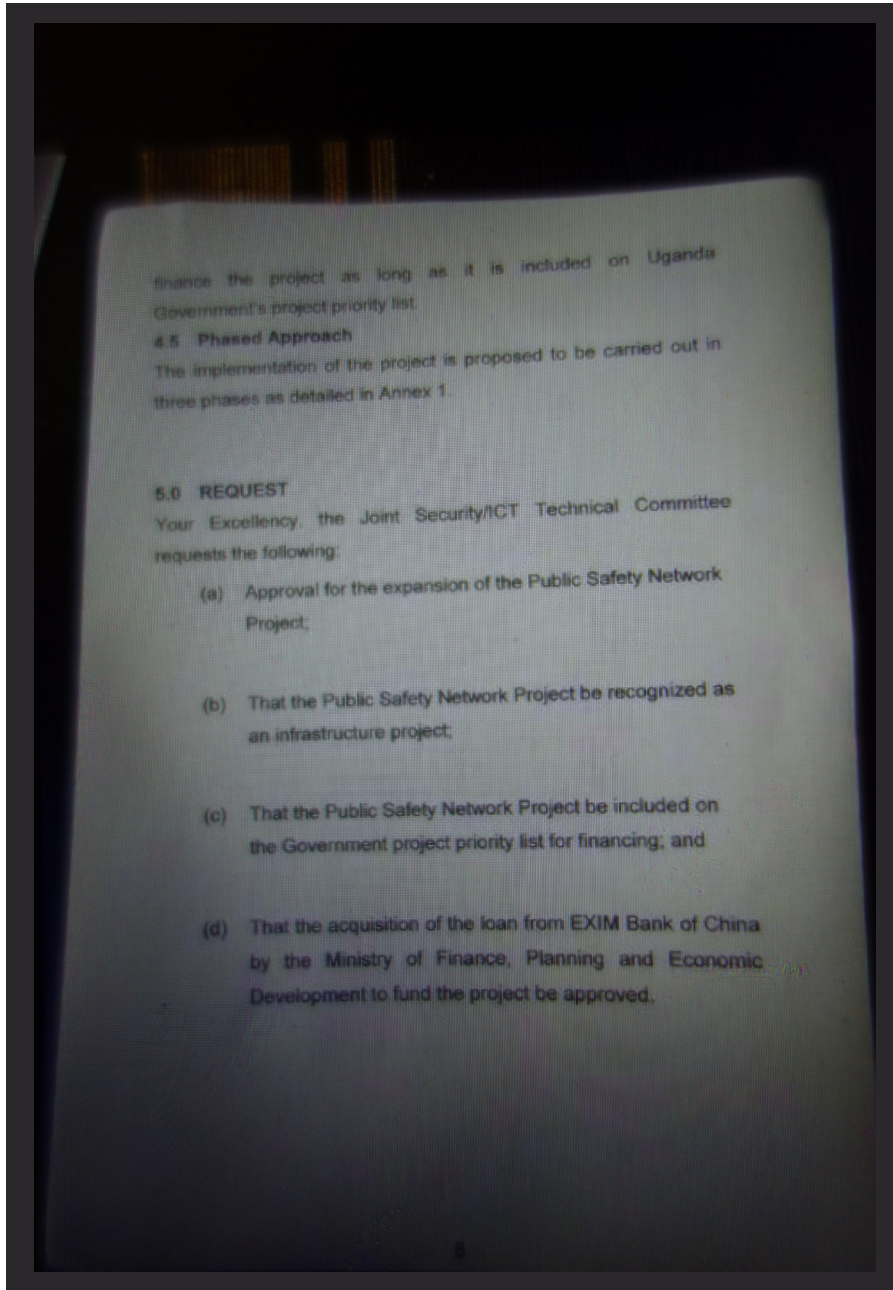 finance the project as long as it is included on Uganda
Government's project priority list.
4.5 Phased Approach
The implementation of the project is proposed to be carried out in
three phases as detailed in Annex 1.
5.0 REQUEST
Your Excellency, the Joint Security/ICT Technical Committee
requests the following:
(a) Approval for the expansion of the Public Safety Network
Project;
(b) That the Public Safety Network Project be recognized as
an infrastructure project;
(c) That the Public Safety Network Project be included on
the Government project priority list for financing; and
(d) That the acquisition of the loan from EXIM Bank of China
by the Ministry of Finance, Planning and Economic
Development to fund the project be approved.